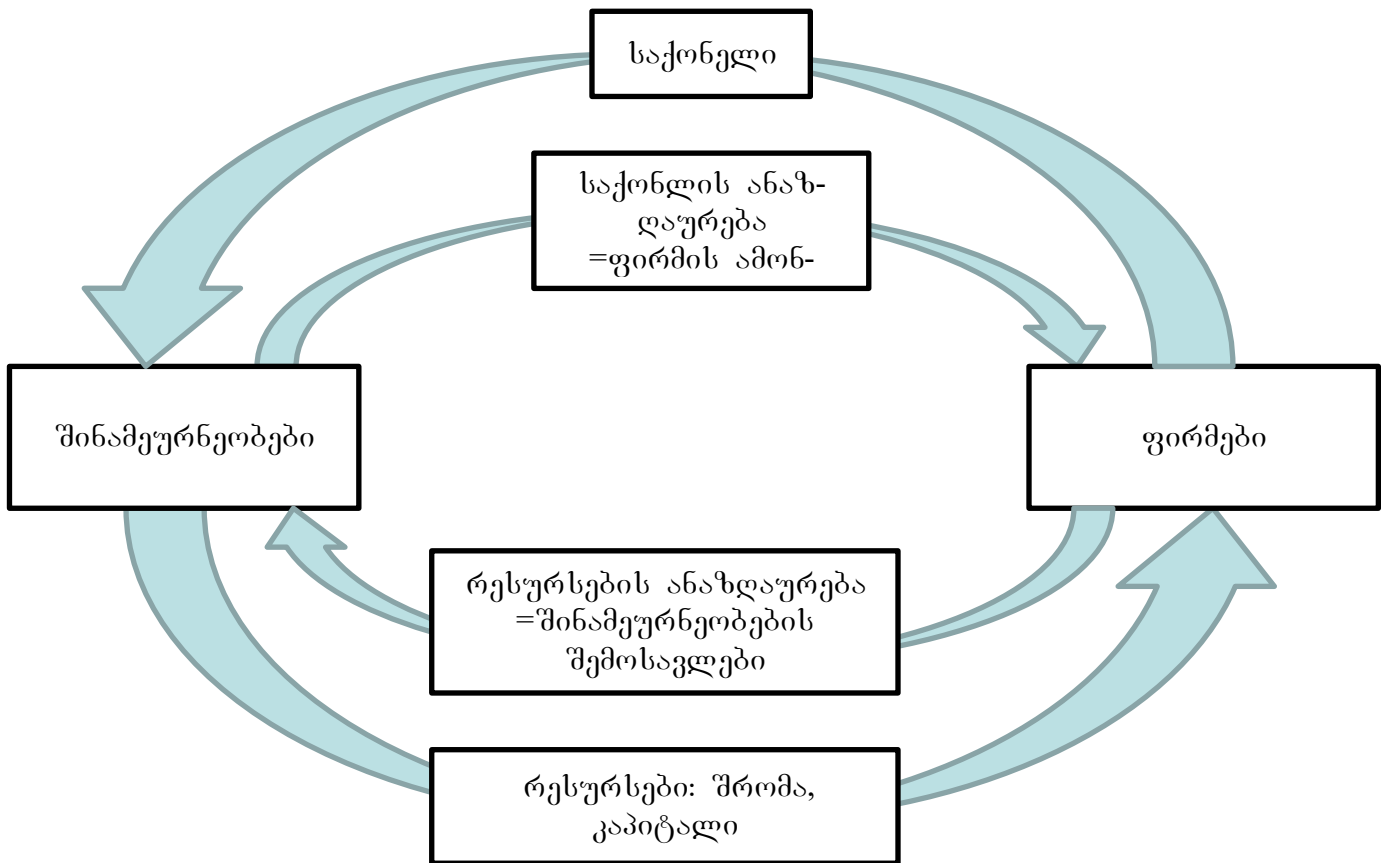 საქონელი
საქონლის ანაზ-
ღაურება
=ფირმის ამონ-
შინამეურნეობები
ფირმები
რესურსების ანაზღაურება
=შინამეურნეობების
შემოსავლები
რესურსები: შრომა,
კაპიტალი